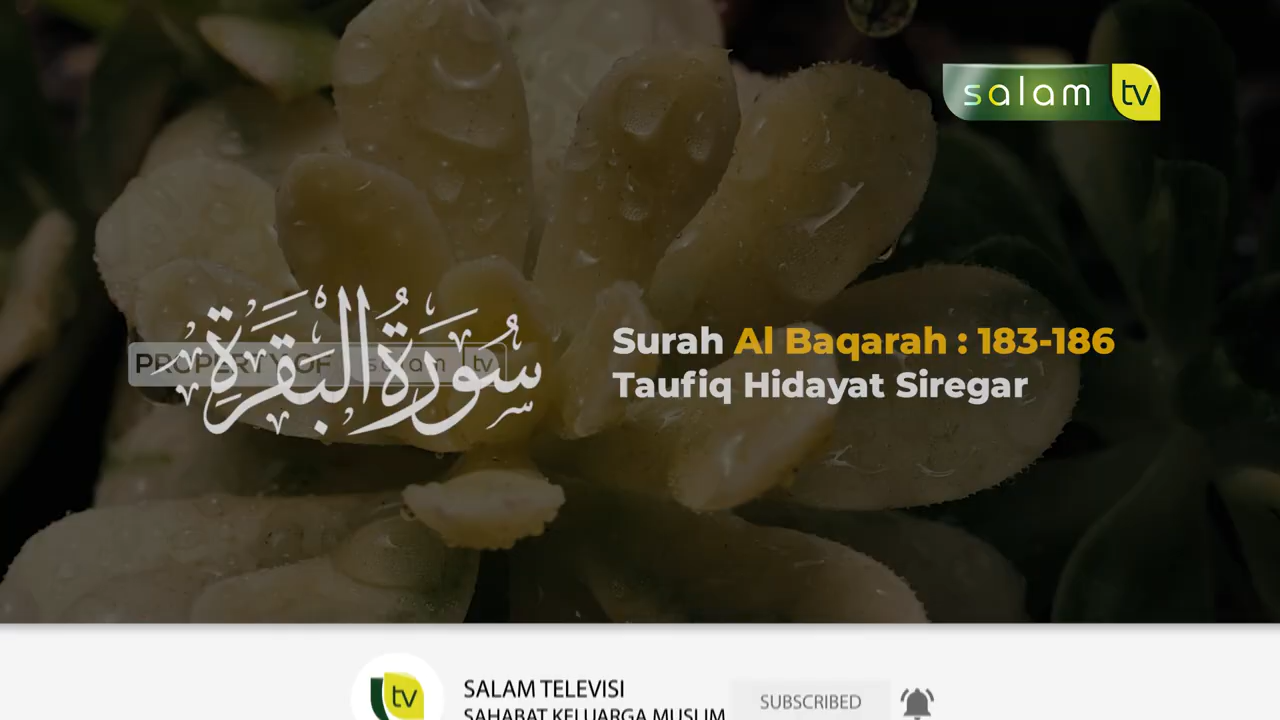 salam tv
سُورَةُ البَقَرَةِ
PROPERTY OF salam tv
Surah Al Baqarah : 183-186
Taufiq Hidayat Siregar
tv
SALAM TELEVISI
SAHABAT KELUARGA MUSLIM
SUBSCRIBED